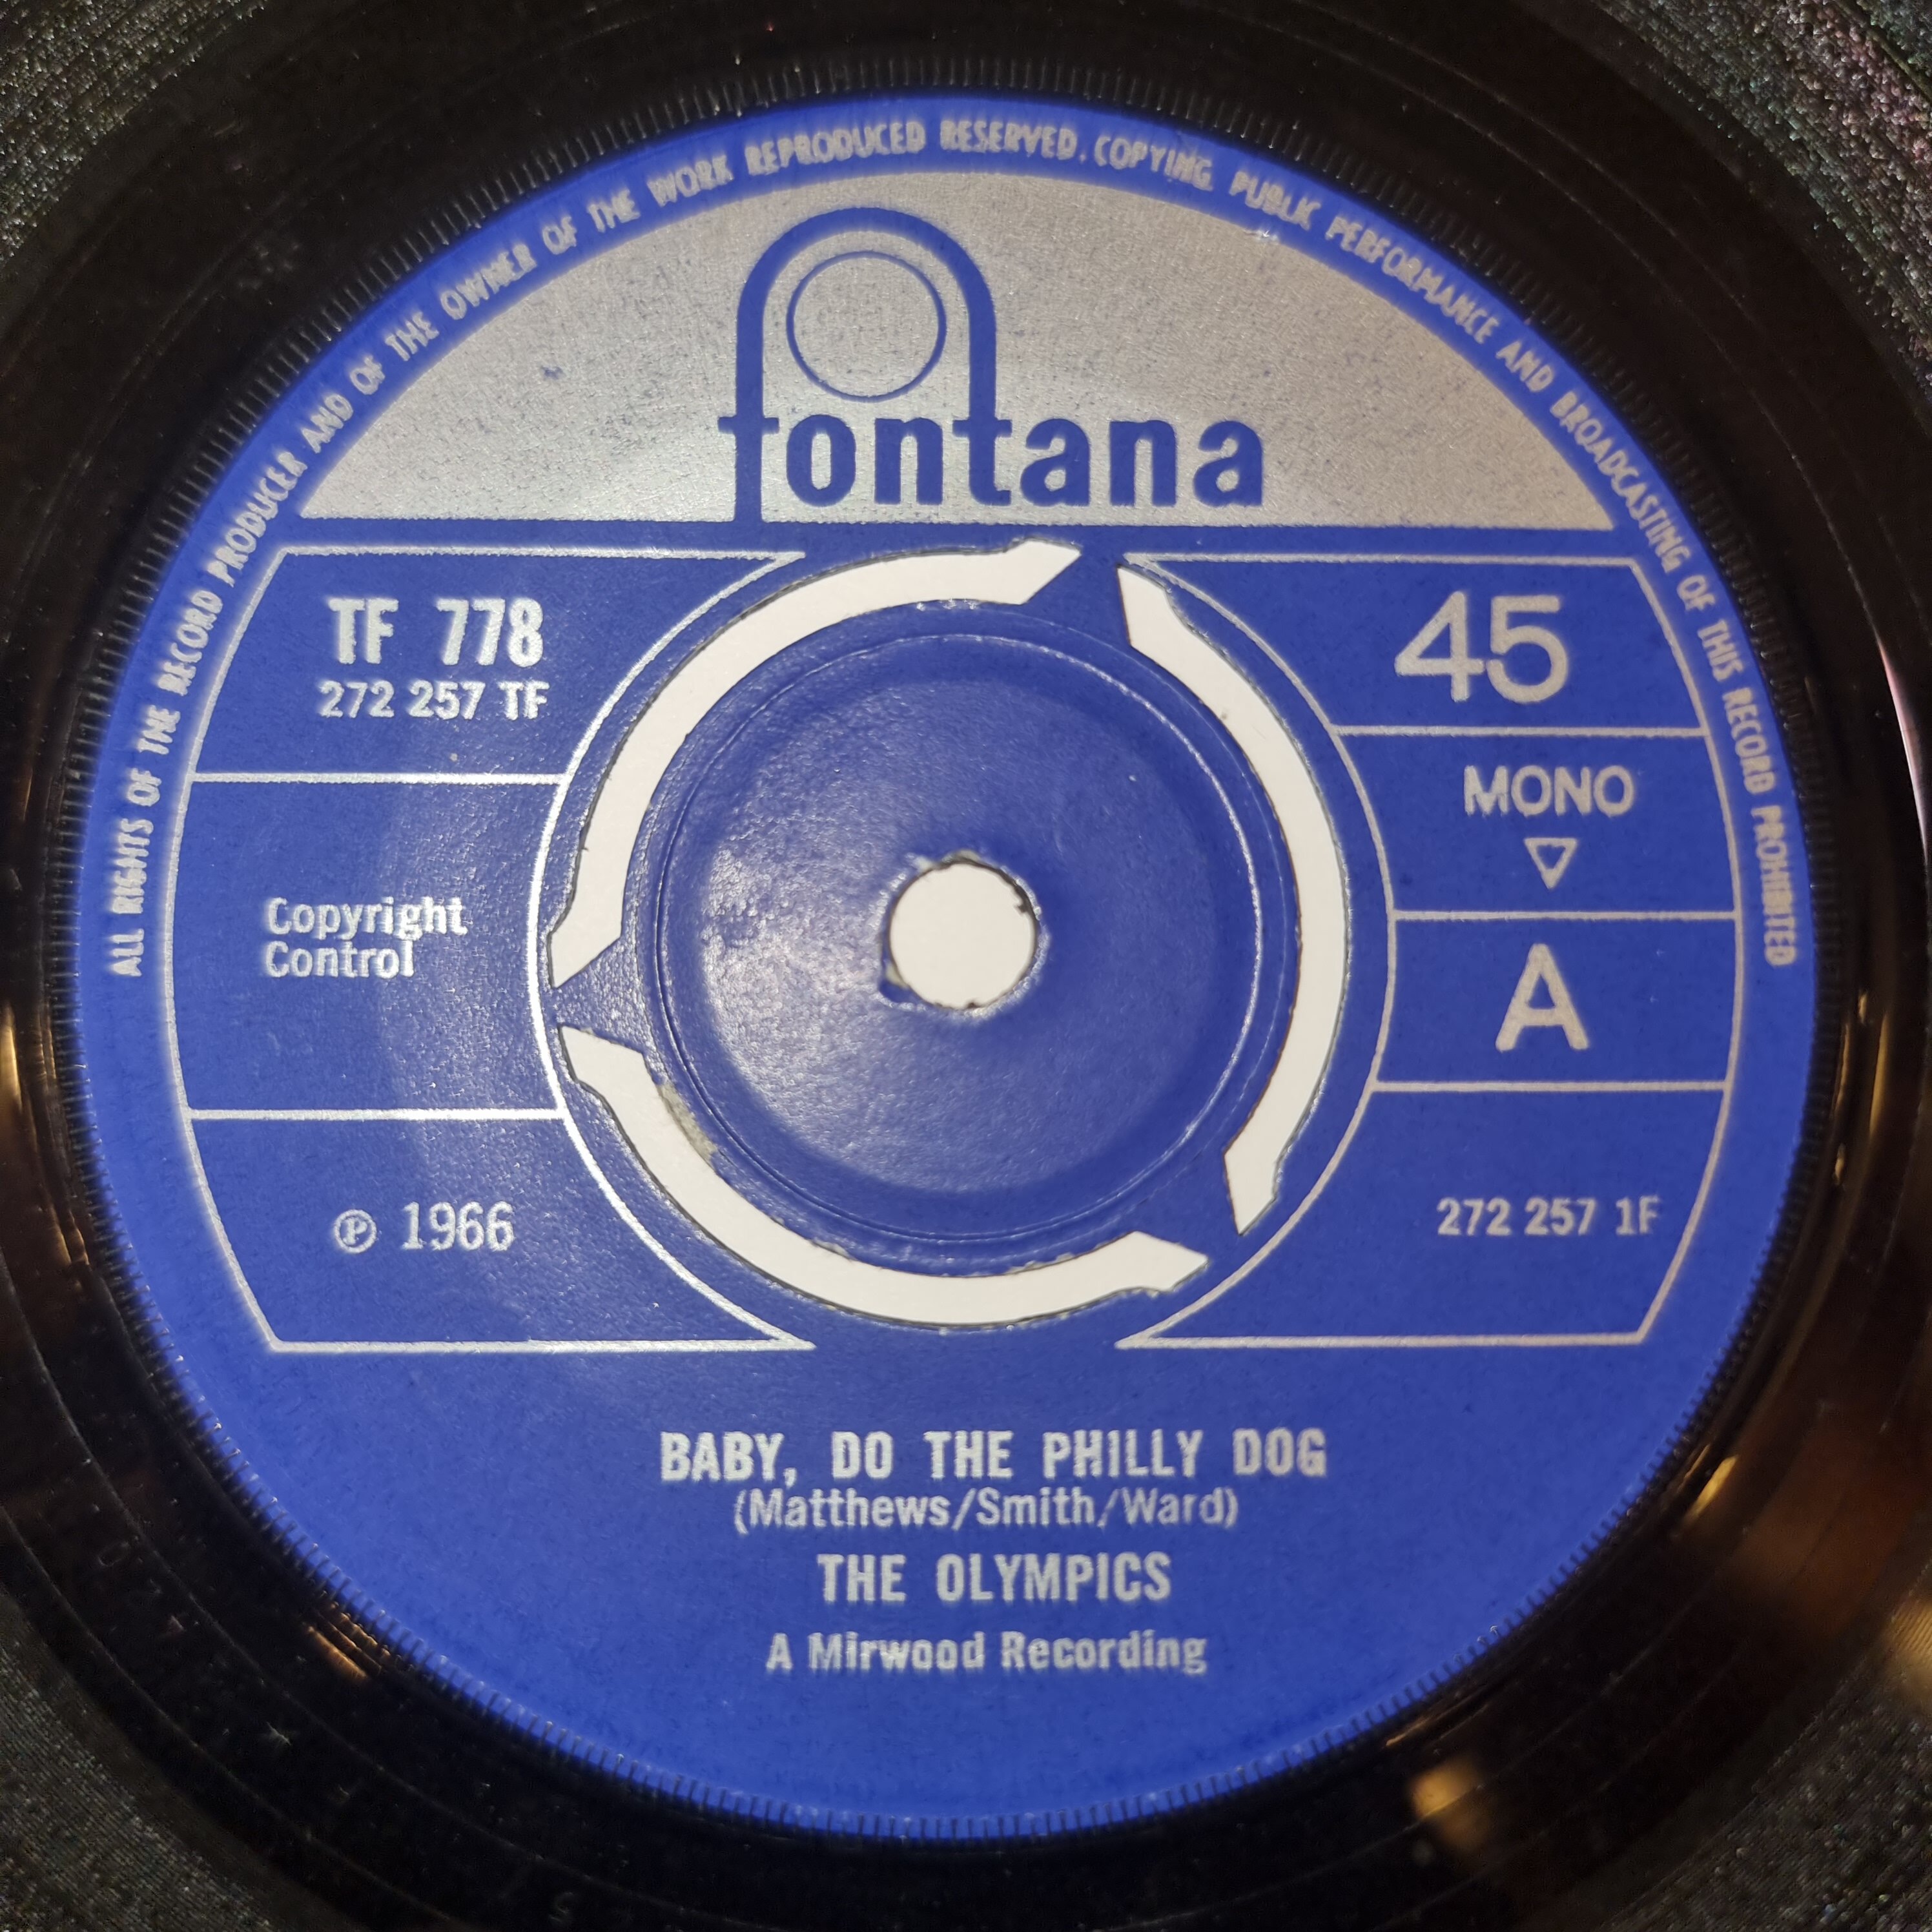 ALL RIGHTS OF THE RECORD PRODUCER AND OF THE OWNER OF THE WORK REPRODUCED RESERVED. COPYING PUBLIC PERFORMANCE AND BROADCASTING OF THIS RECORD PROHIBITED
fontana
TF 778
272 257 TF
Copyright
Control
℗ 1966
45
MONO
▽
A
272 257 1F
BABY, DO THE PHILLY DOG
(Matthews/Smith/Ward)
THE OLYMPICS
A Mirwood Recording